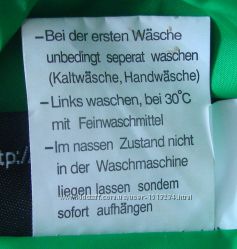 –Bei der ersten Wäsche
unbedingt seperat waschen
(Kaltwäsche, Handwäsche)
–Links waschen, bei 30°C
mit Feinwaschmittel
–Im nassen Zustand nicht
in der Waschmaschine
liegen lassen sondern
sofort aufhängen
ttp:/